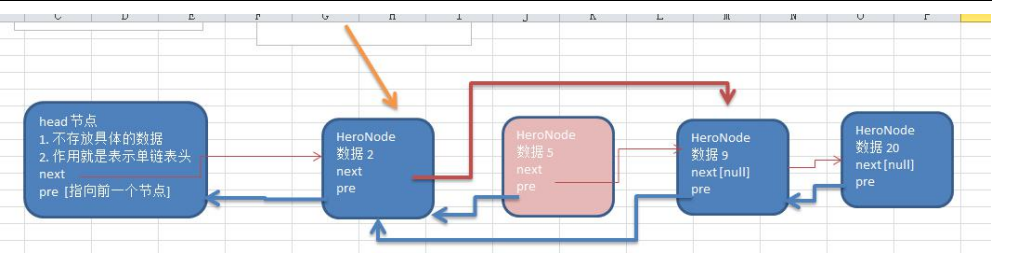 head 节点
1. 不存放具体的数据
2. 作用就是表示单链表头
next
pre [指向前一个节点]
HeroNode
数据 2
next
pre
HeroNode
数据 5
next
pre
HeroNode
数据 9
next [null]
pre
HeroNode
数据 20
next [null]
pre